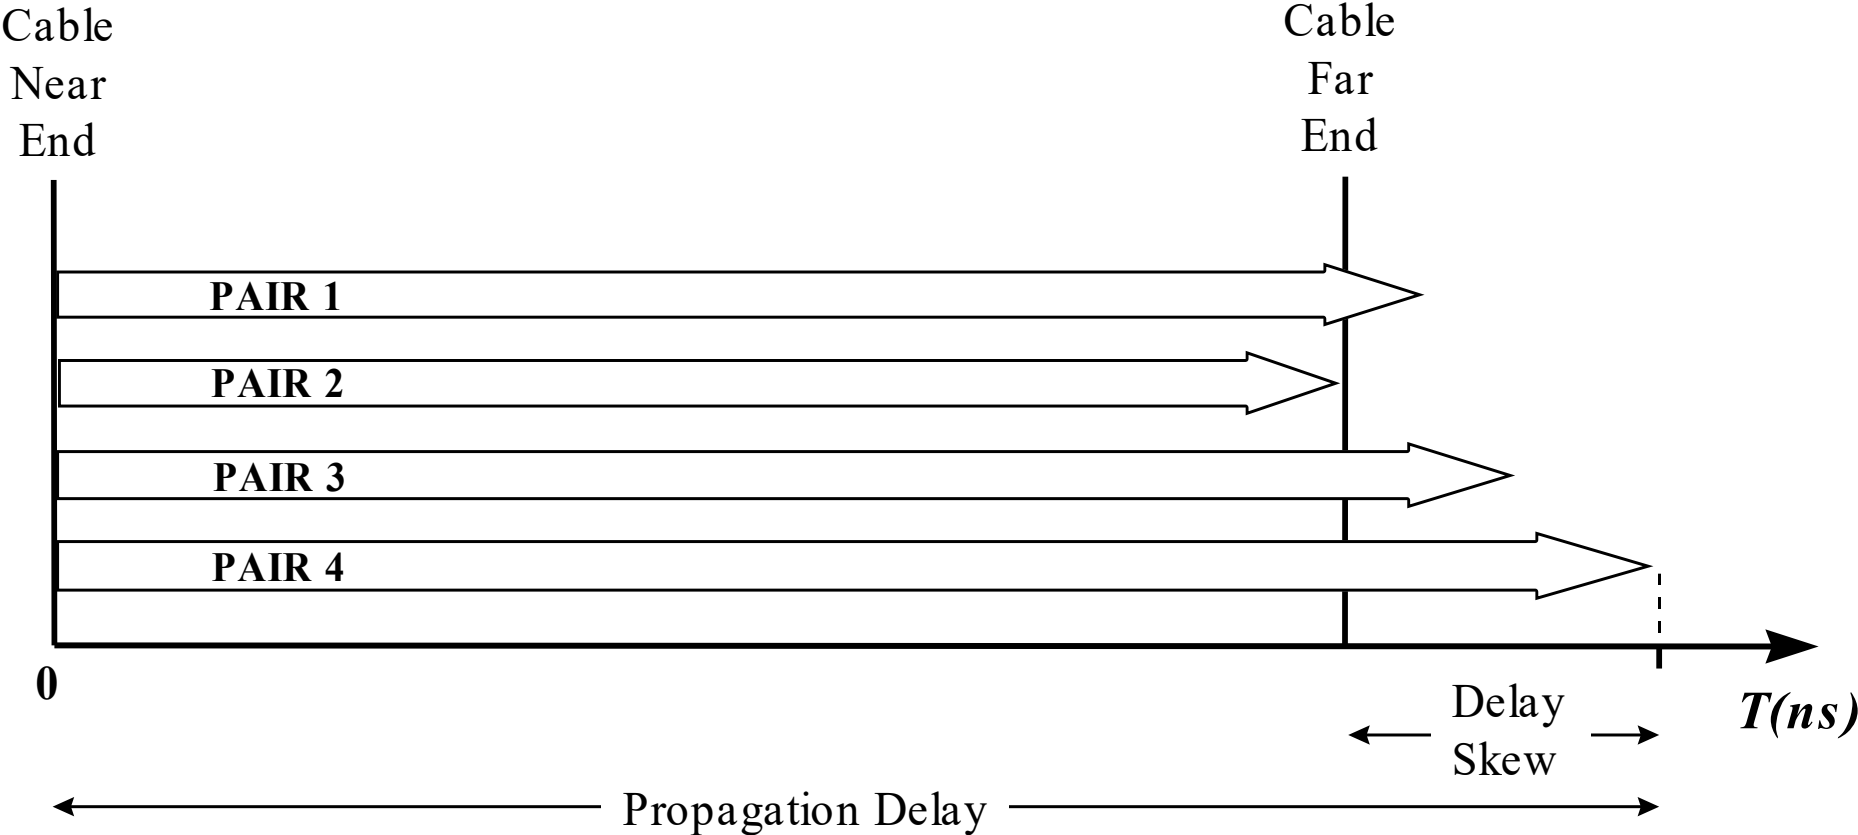 Cable
Near
End
Cable
Far
End
PAIR 1
PAIR 2
PAIR 3
PAIR 4
0
T(ns)
Delay
Skew
Propagation Delay